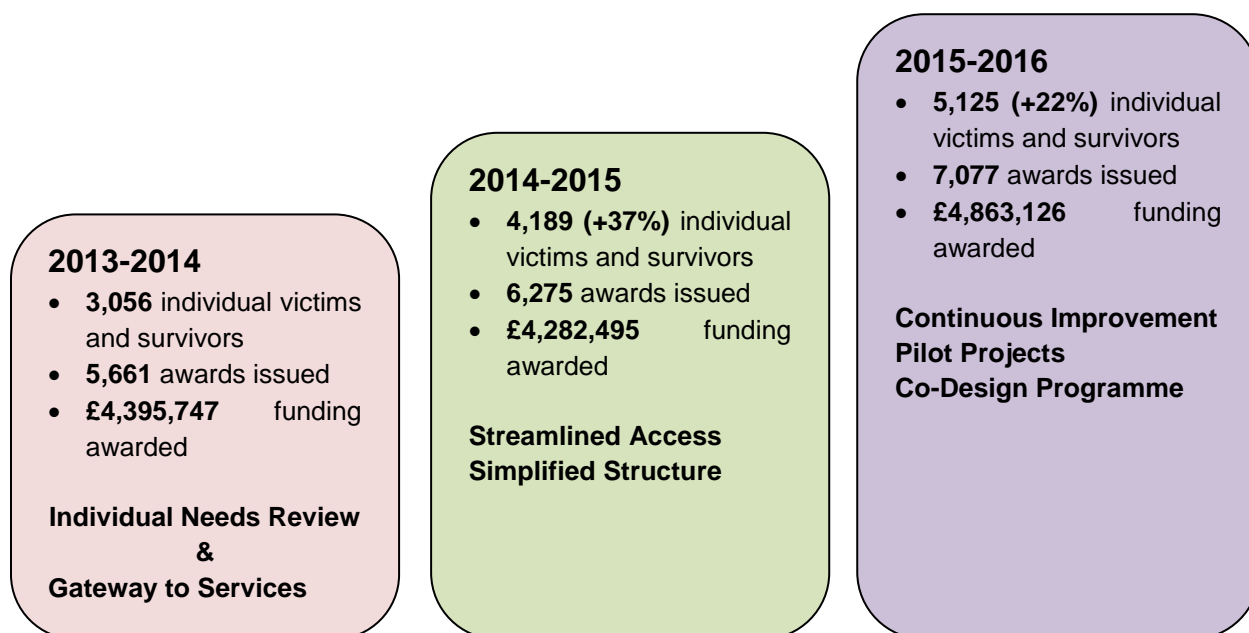 2013-2014
• 3,056 individual victims
and survivors
• 5,661 awards issued
• £4,395,747 funding
awarded
Individual Needs Review
&
Gateway to Services
2014-2015
• 4,189 (+37%) individual
victims and survivors
• 6,275 awards issued
• £4,282,495 funding
awarded
Streamlined Access
Simplified Structure
2015-2016
• 5,125 (+22%) individual
victims and survivors
• 7,077 awards issued
• £4,863,126 funding
awarded
Continuous Improvement
Pilot Projects
Co-Design Programme